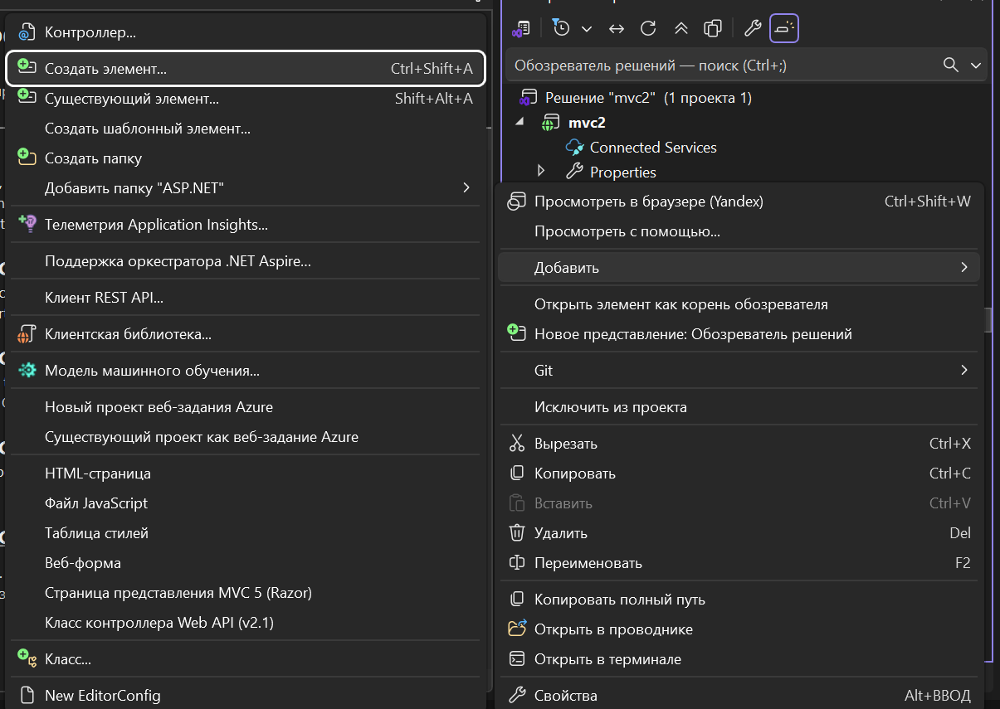 Контроллер...
Создать элемент... Ctrl+Shift+A
Существующий элемент... Shift+Alt+A
Создать шаблонный элемент...
Создать папку
Добавить папку "ASP.NET"
Телеметрия Application Insights...
Поддержка оркестратора .NET Aspire...
Клиент REST API...
Клиентская библиотека...
Модель машинного обучения...
Новый проект веб-задания Azure
Существующий проект как веб-задание Azure
HTML-страница
Файл JavaScript
Таблица стилей
Веб-форма
Страница представления MVC 5 (Razor)
Класс контроллера Web API (v2.1)
Класс...
New EditorConfig
Обозреватель решений — поиск (Ctrl+;)
Решение "mvc2" (1 проекта 1)
mvc2
Connected Services
Properties
Просмотреть в браузере (Yandex) Ctrl+Shift+W
Просмотреть с помощью...
Добавить
Открыть элемент как корень обозревателя
Новое представление: Обозреватель решений
Git
Исключить из проекта
Вырезать Ctrl+X
Копировать Ctrl+C
Вставить Ctrl+V
Удалить Del
Переименовать F2
Копировать полный путь
Открыть в проводнике
Открыть в терминале
Свойства Alt+ВВОД